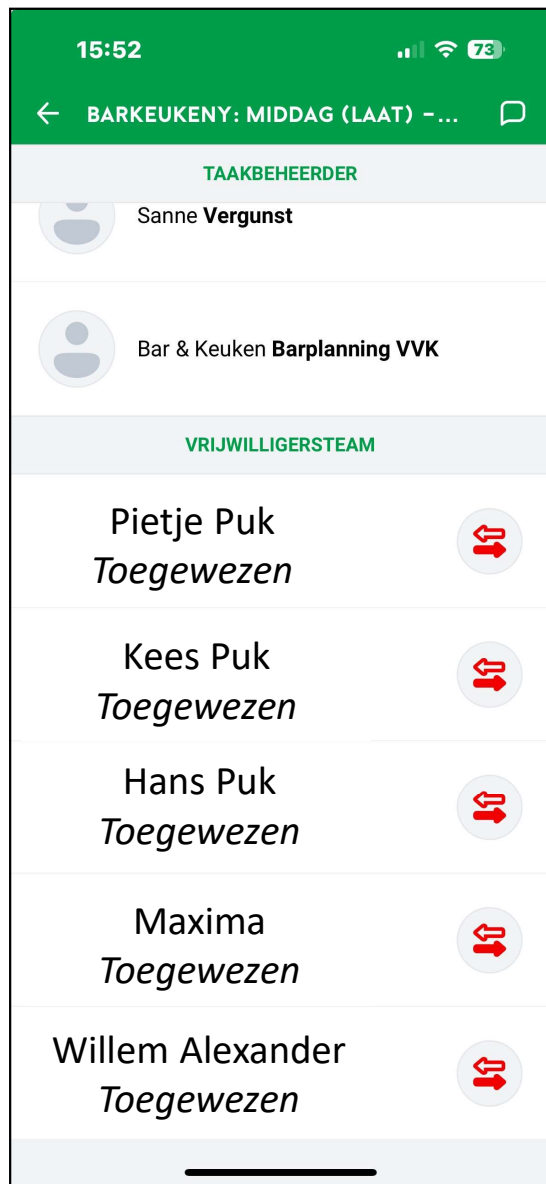 15:52
73
BARKEUKENY: MIDDAG (LAAT) –...
TAAKBEHEERDER
Sanne Vergunst
Bar & Keuken Barplanning VVK
VRIJWILLIGERSTEAM
Pietje Puk
Toegewezen
Kees Puk
Toegewezen
Hans Puk
Toegewezen
Maxima
Toegewezen
Willem Alexander
Toegewezen